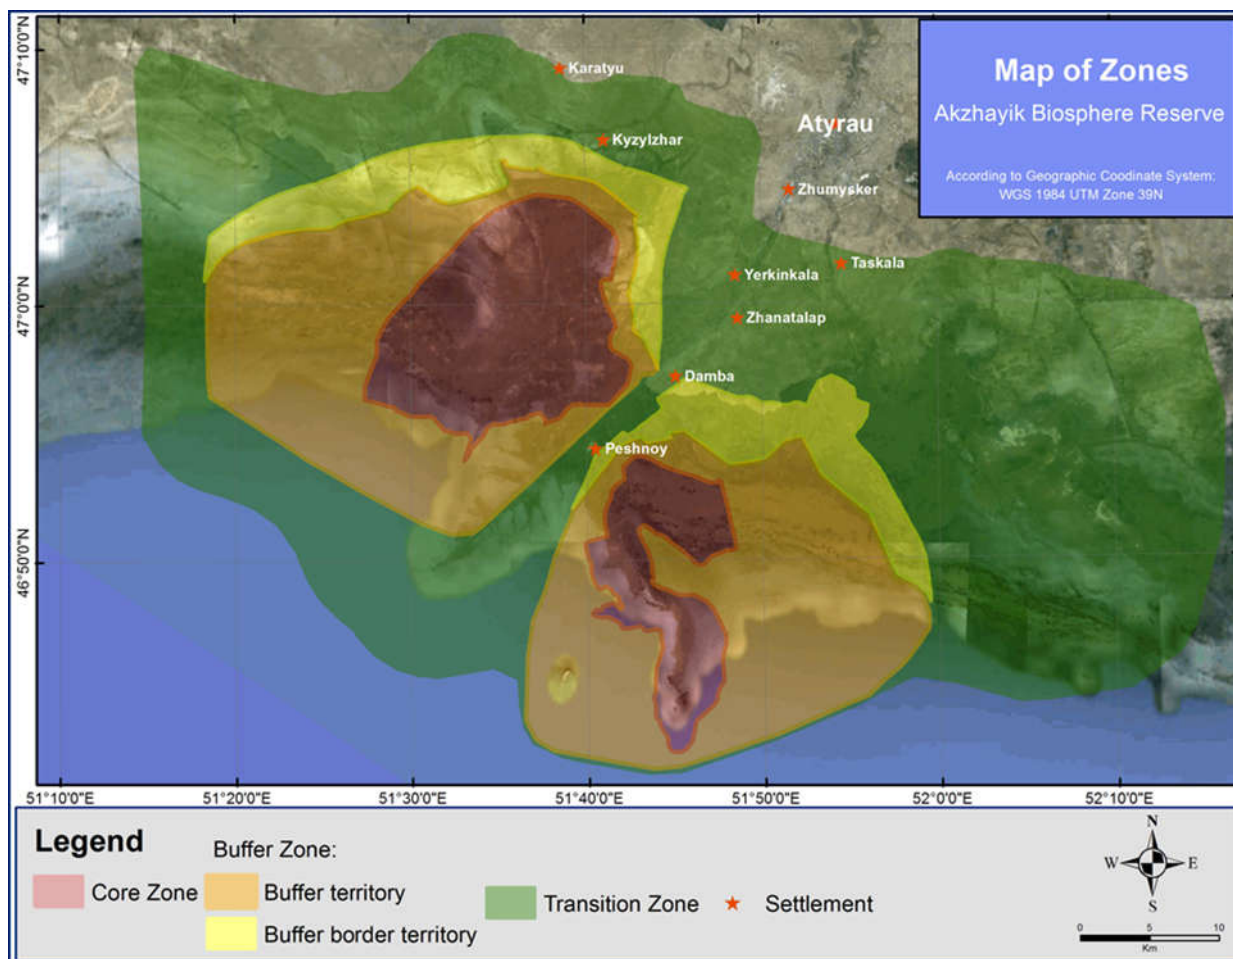 Map of Zones
Akzhayik Biosphere Reserve
According to Geographic Coodinate System:
WGS 1984 UTM Zone 39N
47°10'0"N
47°0'0"N
46°50'0"N
Karatyu
Atyrau
Kyzylzhar
Zhumysker
Taskala
Yerkinkala
Zhanatalap
Damba
Peshnoy
51°10'0"E
51°20'0"E
51°30'0"E
51°40'0"E
51°50'0"E
52°0'0"E
52°10'0"E
Legend
Buffer Zone:
Core Zone
Buffer territory
Buffer border territory
Transition Zone
Settlement
N
W
E
S
0
5
10
Km